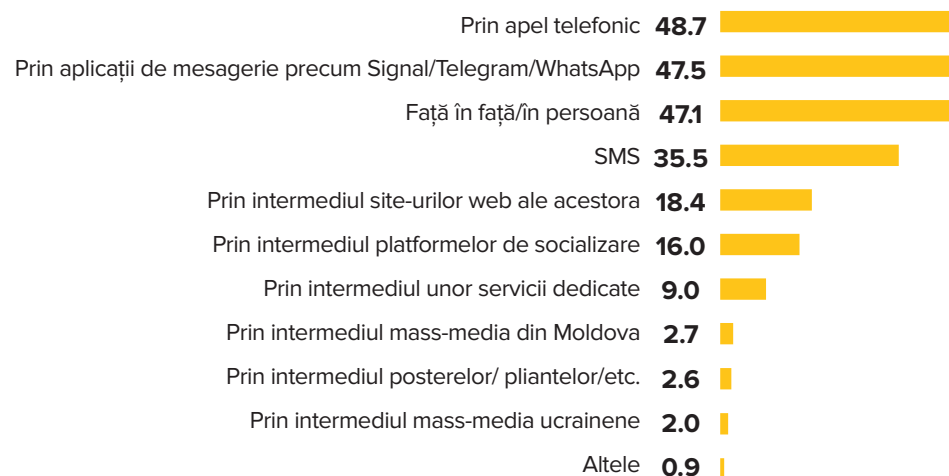 Prin apel telefonic 48.7
Prin aplicații de mesagerie precum Signal/Telegram/WhatsApp 47.5
Față în față/în persoană 47.1
SMS 35.5
Prin intermediul site-urilor web ale acestora 18.4
Prin intermediul platformelor de socializare 16.0
Prin intermediul unor servicii dedicate 9.0
Prin intermediul mass-media din Moldova 2.7
Prin intermediul posterelor/ pliantelor/etc. 2.6
Prin intermediul mass-media ucrainene 2.0
Altele 0.9